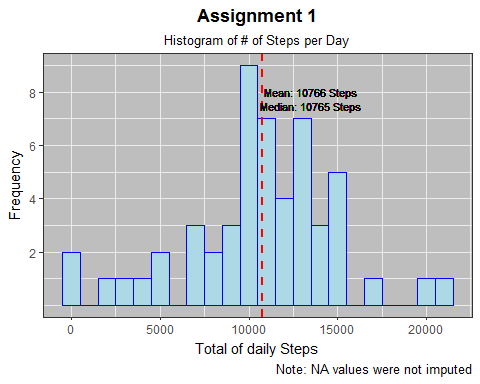 Assignment 1
Histogram of # of Steps per Day
Mean: 10766 Steps
Median: 10765 Steps
8
6
4
2
Frequency
0 5000 10000 15000 20000
Total of daily Steps
Note: NA values were not imputed